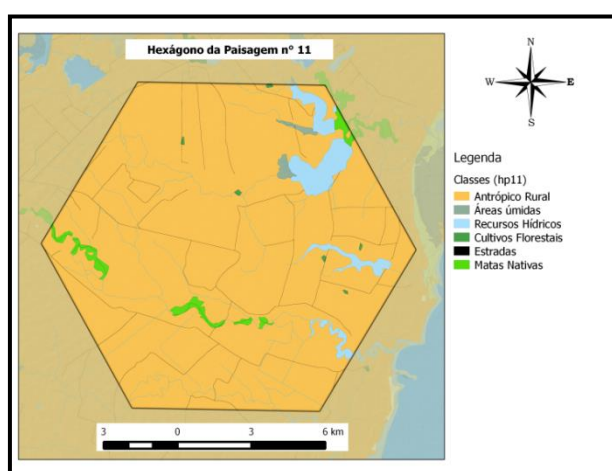 Hexágono da Paisagem n° 11
N
W
E
S
Legenda
Classes (hp11)
Antrópico Rural
Áreas úmidas
Recursos Hídricos
Cultivos Florestais
Estradas
Matas Nativas
3 0 3 6 km